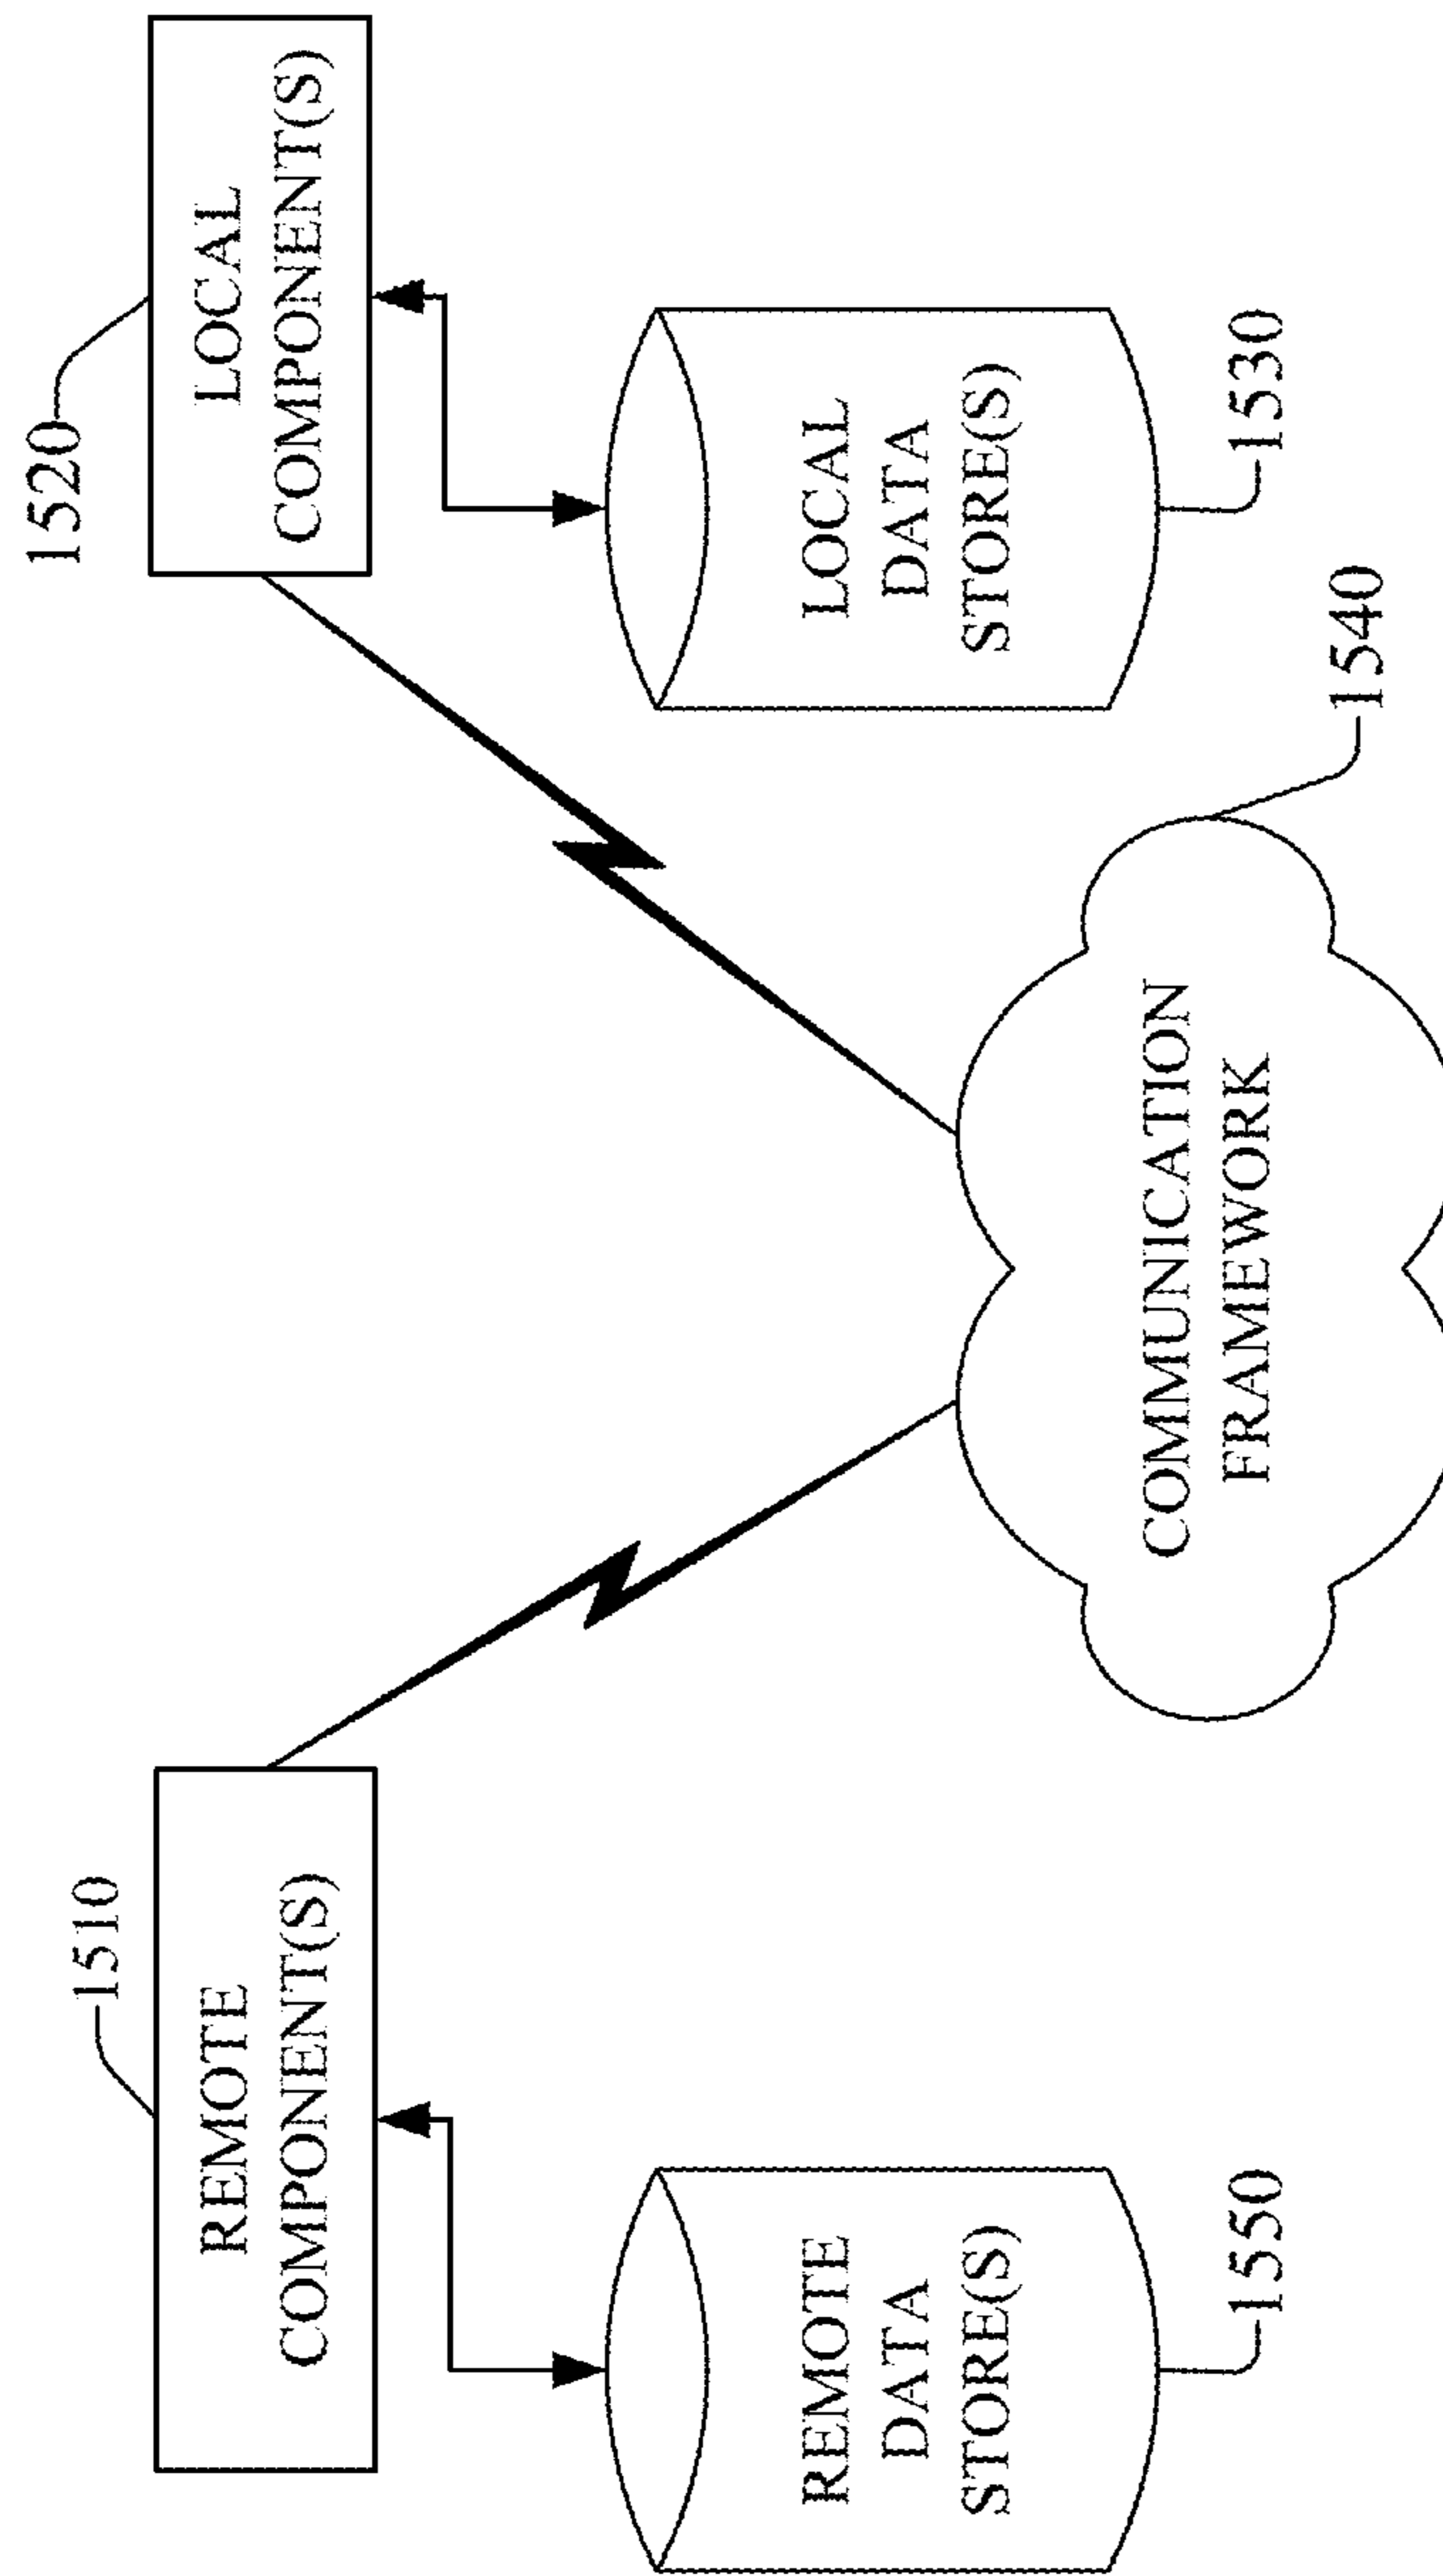 1510
REMOTE
COMPONENT(S)
1520
LOCAL
COMPONENT(S)
REMOTE
DATA
STORE(S)
1550
COMMUNICATION
FRAMEWORK
1540
LOCAL
DATA
STORE(S)
1530